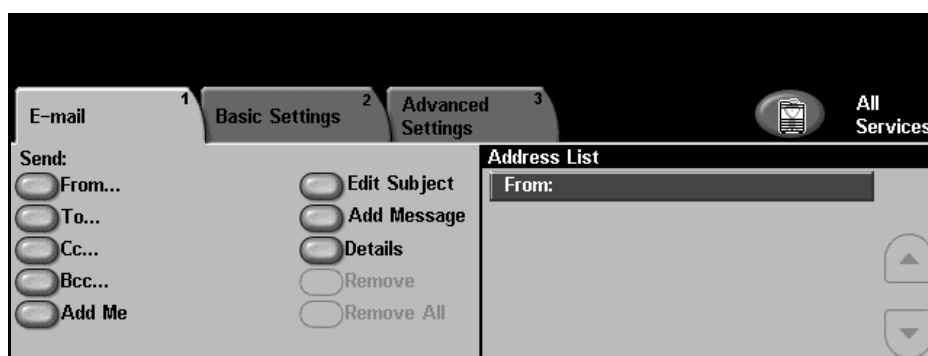 E-mail
1
Basic Settings
2
Advanced
Settings
3
All
Services
Send:
From...
To...
Cc...
Bcc...
Add Me
Edit Subject
Add Message
Details
Remove
Remove All
Address List
From: